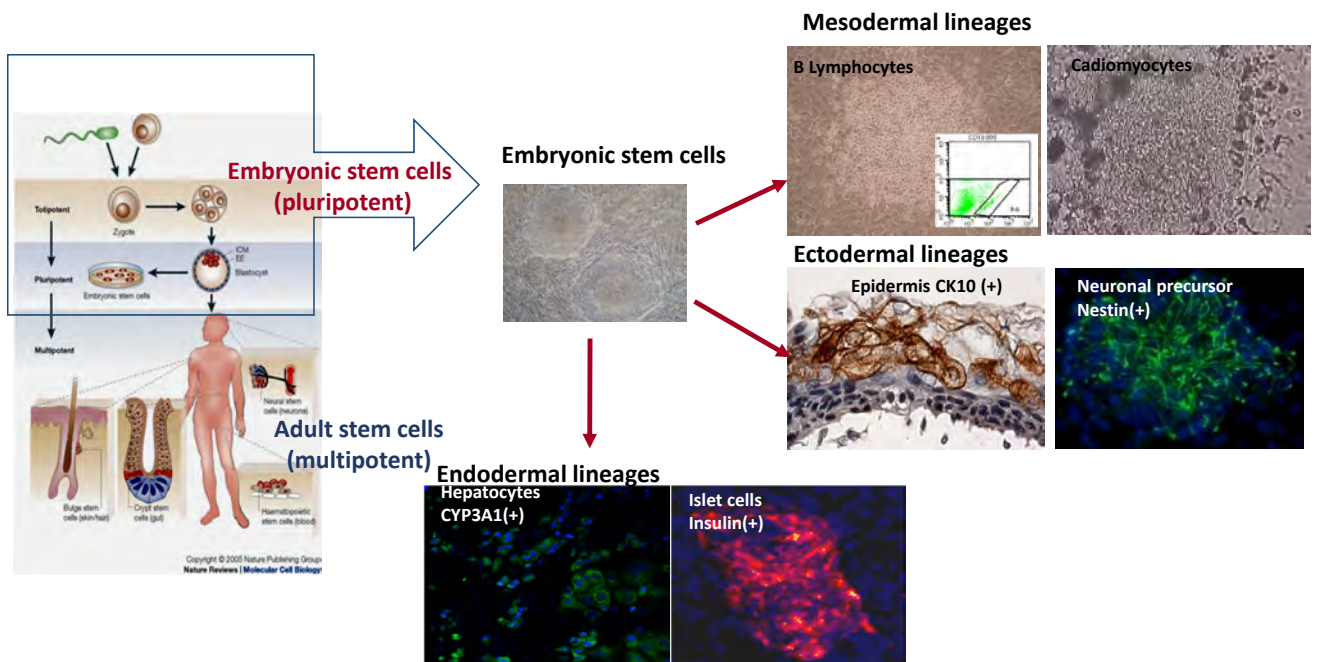 Mesodermal lineages
B Lymphocytes
Cadiomyocytes
Embryonic stem cells
(pluripotent)
Embryonic stem cells
Totipotent
Zygote
ICM
EE
Blastocyst
Pluripotent
Embryonic stem cells
Multipotent
Neural stem
cells (neurons)
Adult stem cells
(multipotent)
Bulge stem
cells (skin/hair)
Crypt stem
cells (gut)
Haematopoietic
stem cells (blood)
Copyright © 2005 Nature Publishing Group
Nature Reviews | Molecular Cell Biology
Ectodermal lineages
Epidermis CK10 (+)
Neuronal precursor
Nestin(+)
Endodermal lineages
Hepatocytes
CYP3A1(+)
Islet cells
Insulin(+)